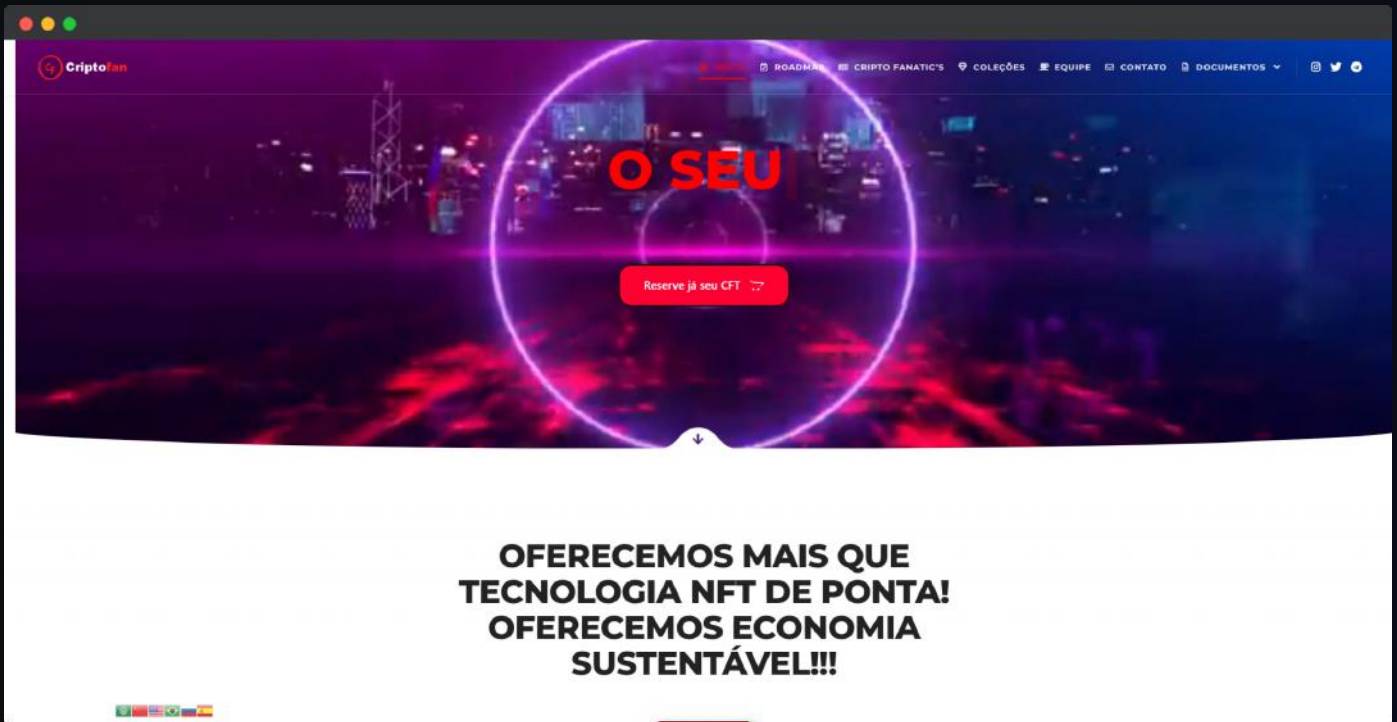 Criptofan
INÍCIO ROADMAP CRIPTO FANATIC'S COLEÇÕES EQUIPE CONTATO DOCUMENTOS
O SEU
Reserve já seu CFT
OFERECEMOS MAIS QUE
TECNOLOGIA NFT DE PONTA!
OFERECEMOS ECONOMIA
SUSTENTÁVEL!!!